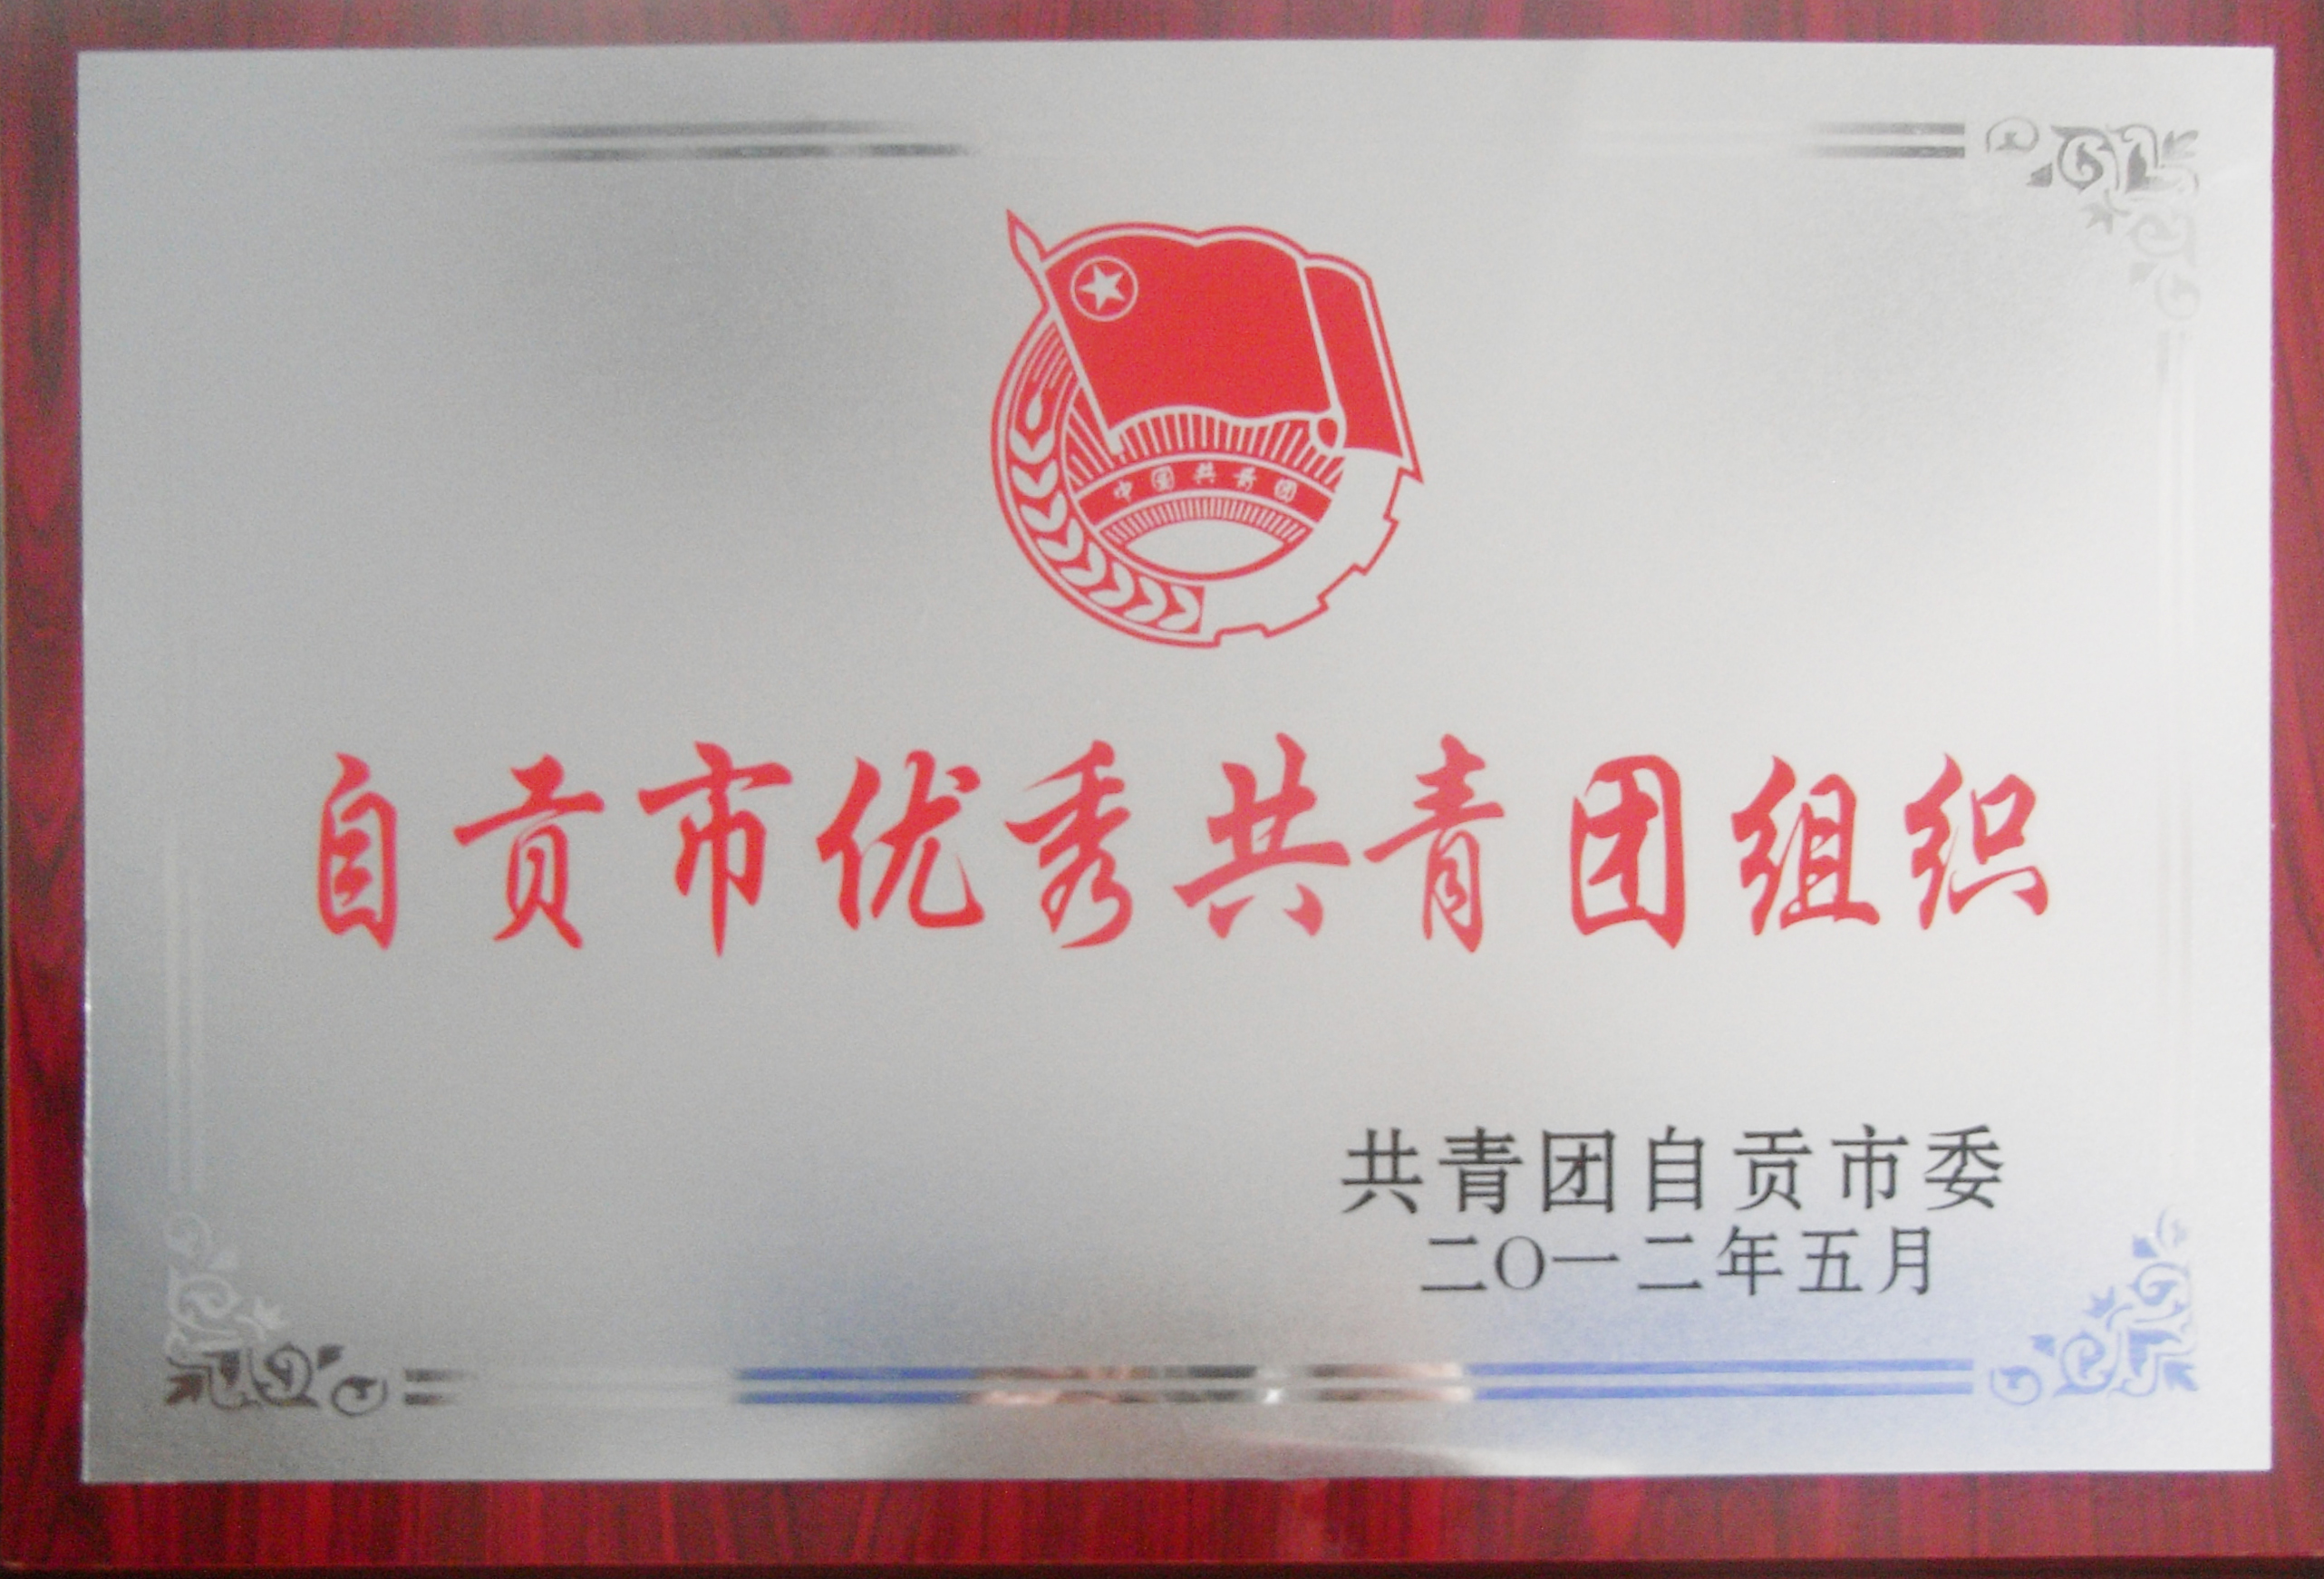 中国共青团
自贡市优秀共青团组织
共青团自贡市委
二〇一二年五月